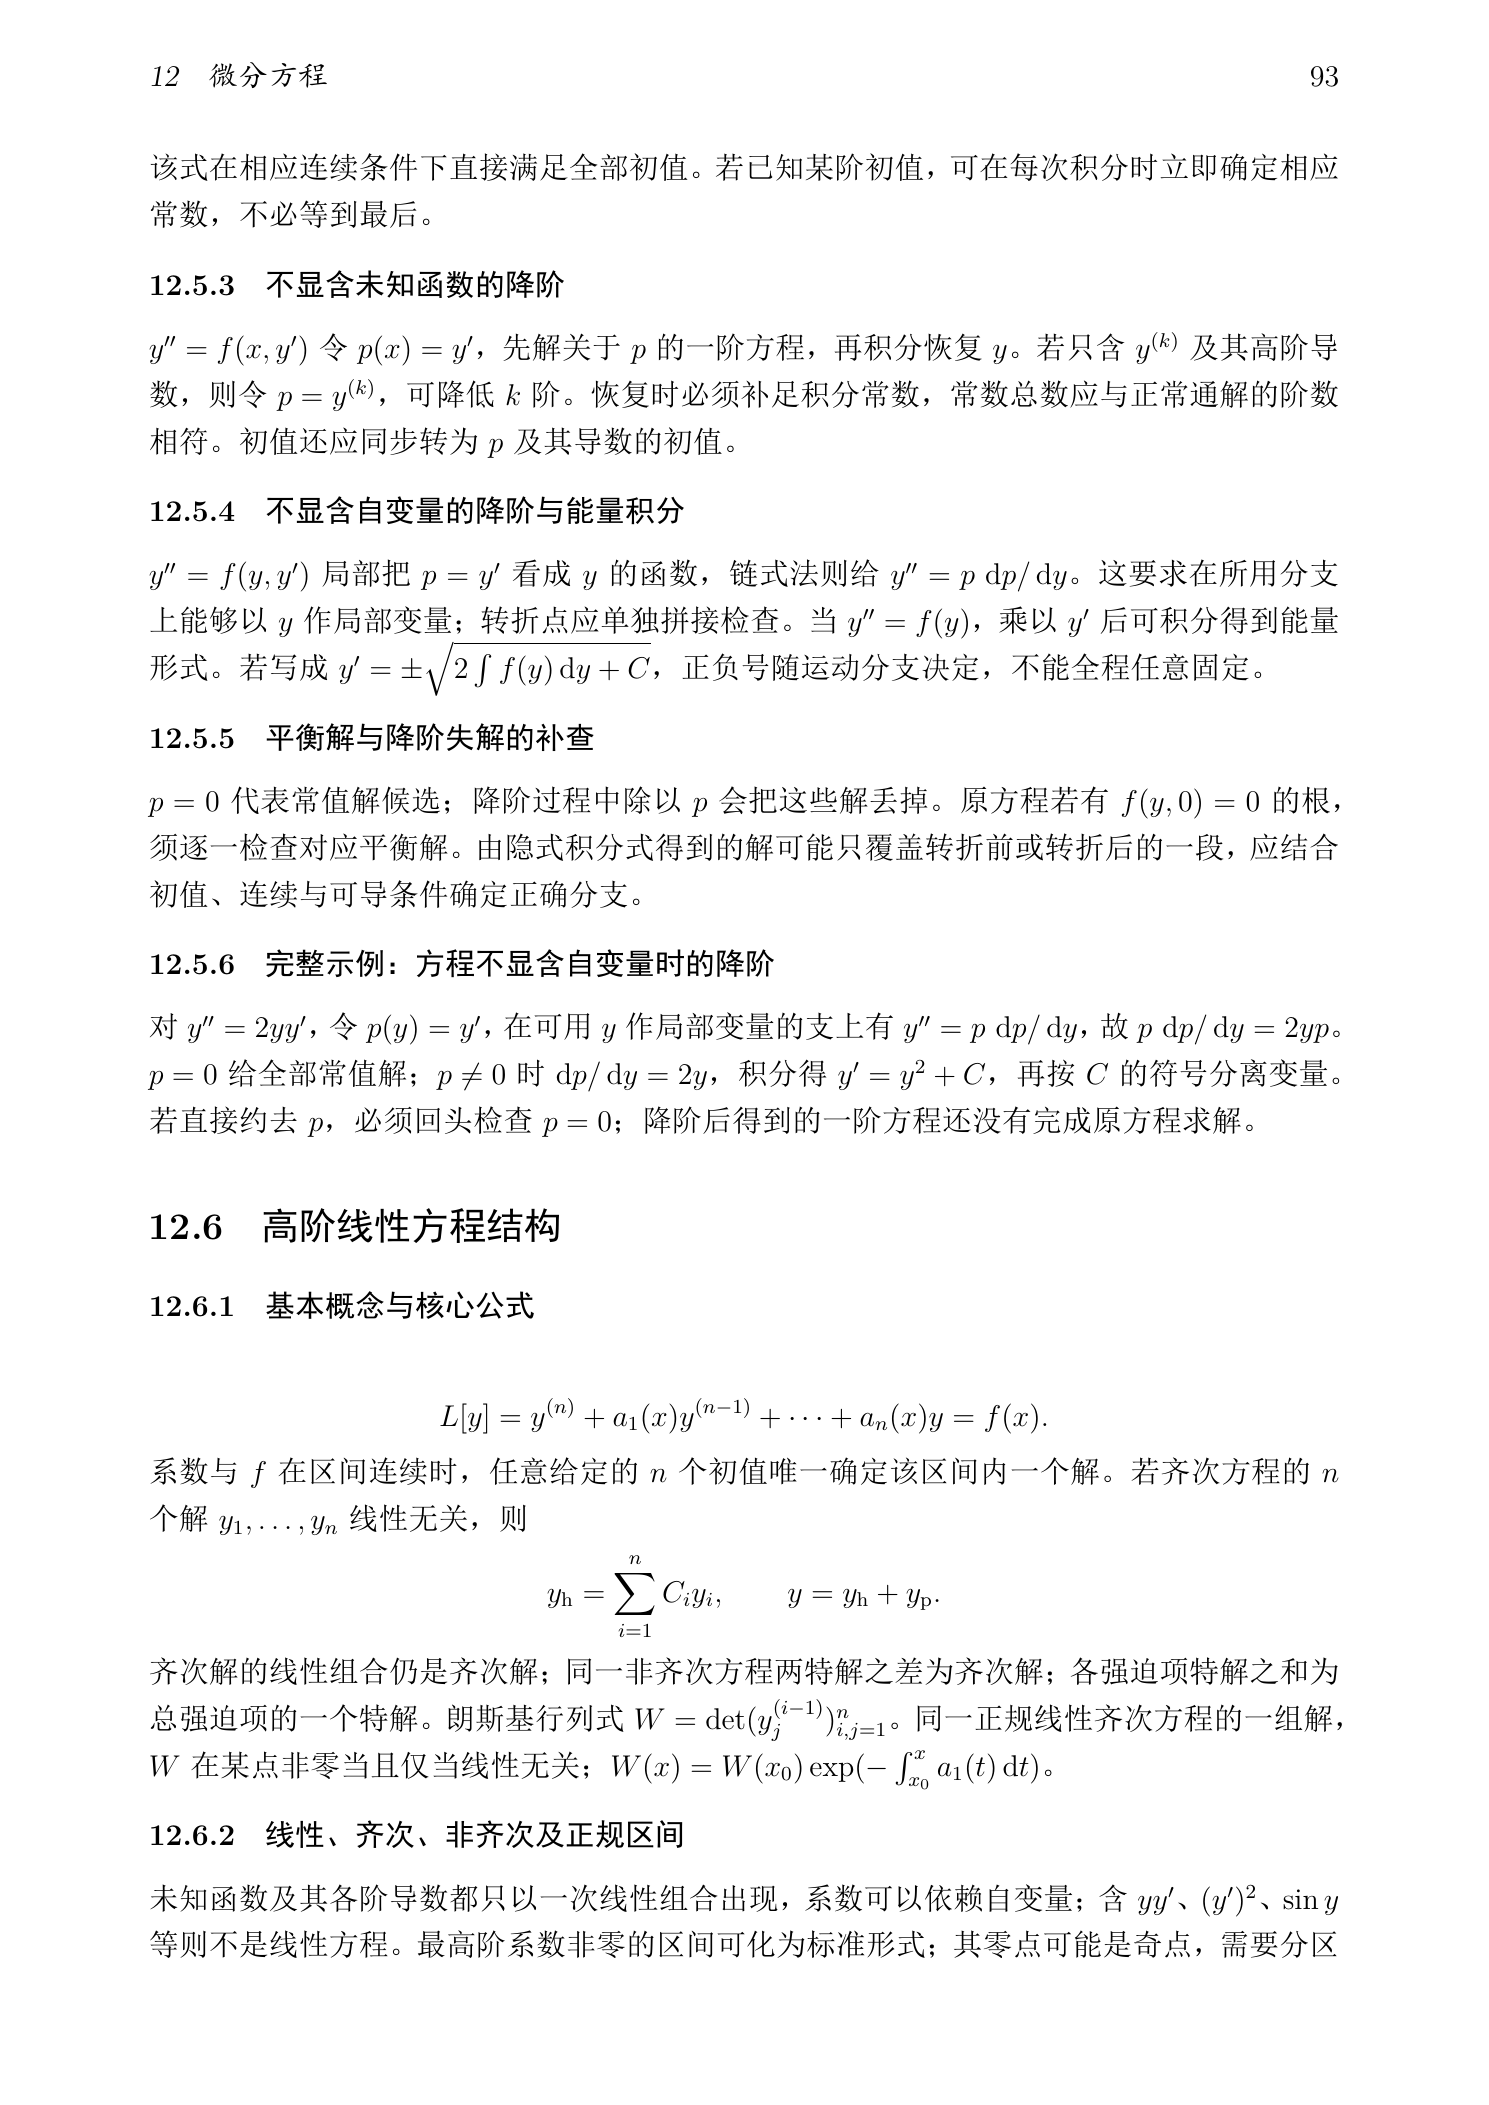 12 微分方程 93
该式在相应连续条件下直接满足全部初值。若已知某阶初值，可在每次积分时立即确定相应
常数，不必等到最后。
12.5.3 不显含未知函数的降阶
y″ = f(x, y′) 令 p(x) = y′，先解关于 p 的一阶方程，再积分恢复 y。若只含 y^(k) 及其高阶导
数，则令 p = y^(k)，可降低 k 阶。恢复时必须补足积分常数，常数总数应与正常通解的阶数
相符。初值还应同步转为 p 及其导数的初值。
12.5.4 不显含自变量的降阶与能量积分
y″ = f(y, y′) 局部把 p = y′ 看成 y 的函数，链式法则给 y″ = p dp/ dy。这要求在所用分支
上能够以 y 作局部变量；转折点应单独拼接检查。当 y″ = f(y)，乘以 y′ 后可积分得到能量
形式。若写成 y′ = ±√(2 ∫ f(y) dy + C)，正负号随运动分支决定，不能全程任意固定。
12.5.5 平衡解与降阶失解的补查
p = 0 代表常值解候选；降阶过程中除以 p 会把这些解丢掉。原方程若有 f(y, 0) = 0 的根，
须逐一检查对应平衡解。由隐式积分式得到的解可能只覆盖转折前或转折后的一段，应结合
初值、连续与可导条件确定正确分支。
12.5.6 完整示例：方程不显含自变量时的降阶
对 y″ = 2yy′，令 p(y) = y′，在可用 y 作局部变量的支上有 y″ = p dp/ dy，故 p dp/ dy = 2yp。
p = 0 给全部常值解；p ≠ 0 时 dp/ dy = 2y，积分得 y′ = y² + C，再按 C 的符号分离变量。
若直接约去 p，必须回头检查 p = 0；降阶后得到的一阶方程还没有完成原方程求解。
12.6 高阶线性方程结构
12.6.1 基本概念与核心公式
L[y] = y^(n) + a₁(x)y^(n−1) + ⋯ + aₙ(x)y = f(x).
系数与 f 在区间连续时，任意给定的 n 个初值唯一确定该区间内一个解。若齐次方程的 n
个解 y₁, . . . , yₙ 线性无关，则
y_h = ∑_{i=1}^{n} C_i y_i, y = y_h + y_p.
齐次解的线性组合仍是齐次解；同一非齐次方程两特解之差为齐次解；各强迫项特解之和为
总强迫项的一个特解。朗斯基行列式 W = det(y_j^(i−1))_{i,j=1}^n。同一正规线性齐次方程的一组解，
W 在某点非零当且仅当线性无关；W(x) = W(x₀) exp(− ∫_{x₀}^{x} a₁(t) dt)。
12.6.2 线性、齐次、非齐次及正规区间
未知函数及其各阶导数都只以一次线性组合出现，系数可以依赖自变量；含 yy′、(y′)²、sin y
等则不是线性方程。最高阶系数非零的区间可化为标准形式；其零点可能是奇点，需要分区